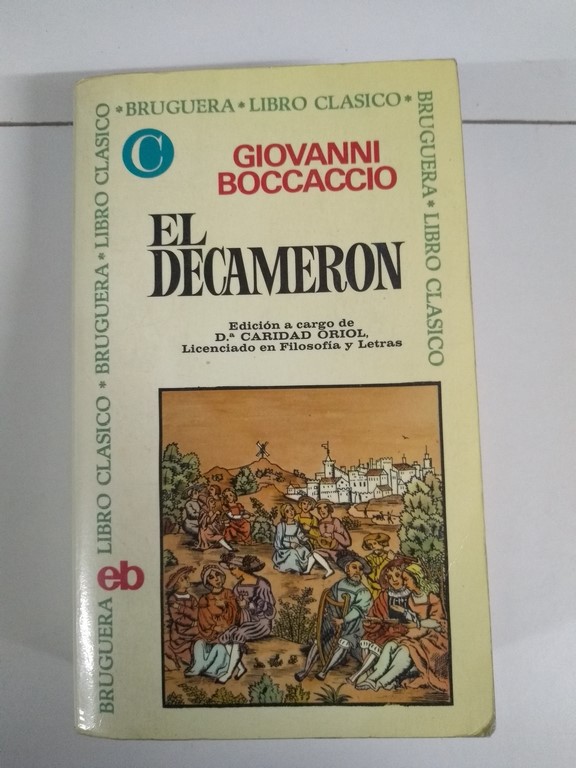 *BRUGUERA*LIBRO CLASICO*
BRUGUERA*LIBRO CLASICO
BRUGUERA LIBRO CLASICO*BRUGUERA*LIBRO CLASICO
C
GIOVANNI
BOCCACCIO
EL
DECAMERON
Edición a cargo de
D.ª CARIDAD ORIOL,
Licenciado en Filosofía y Letras
eb